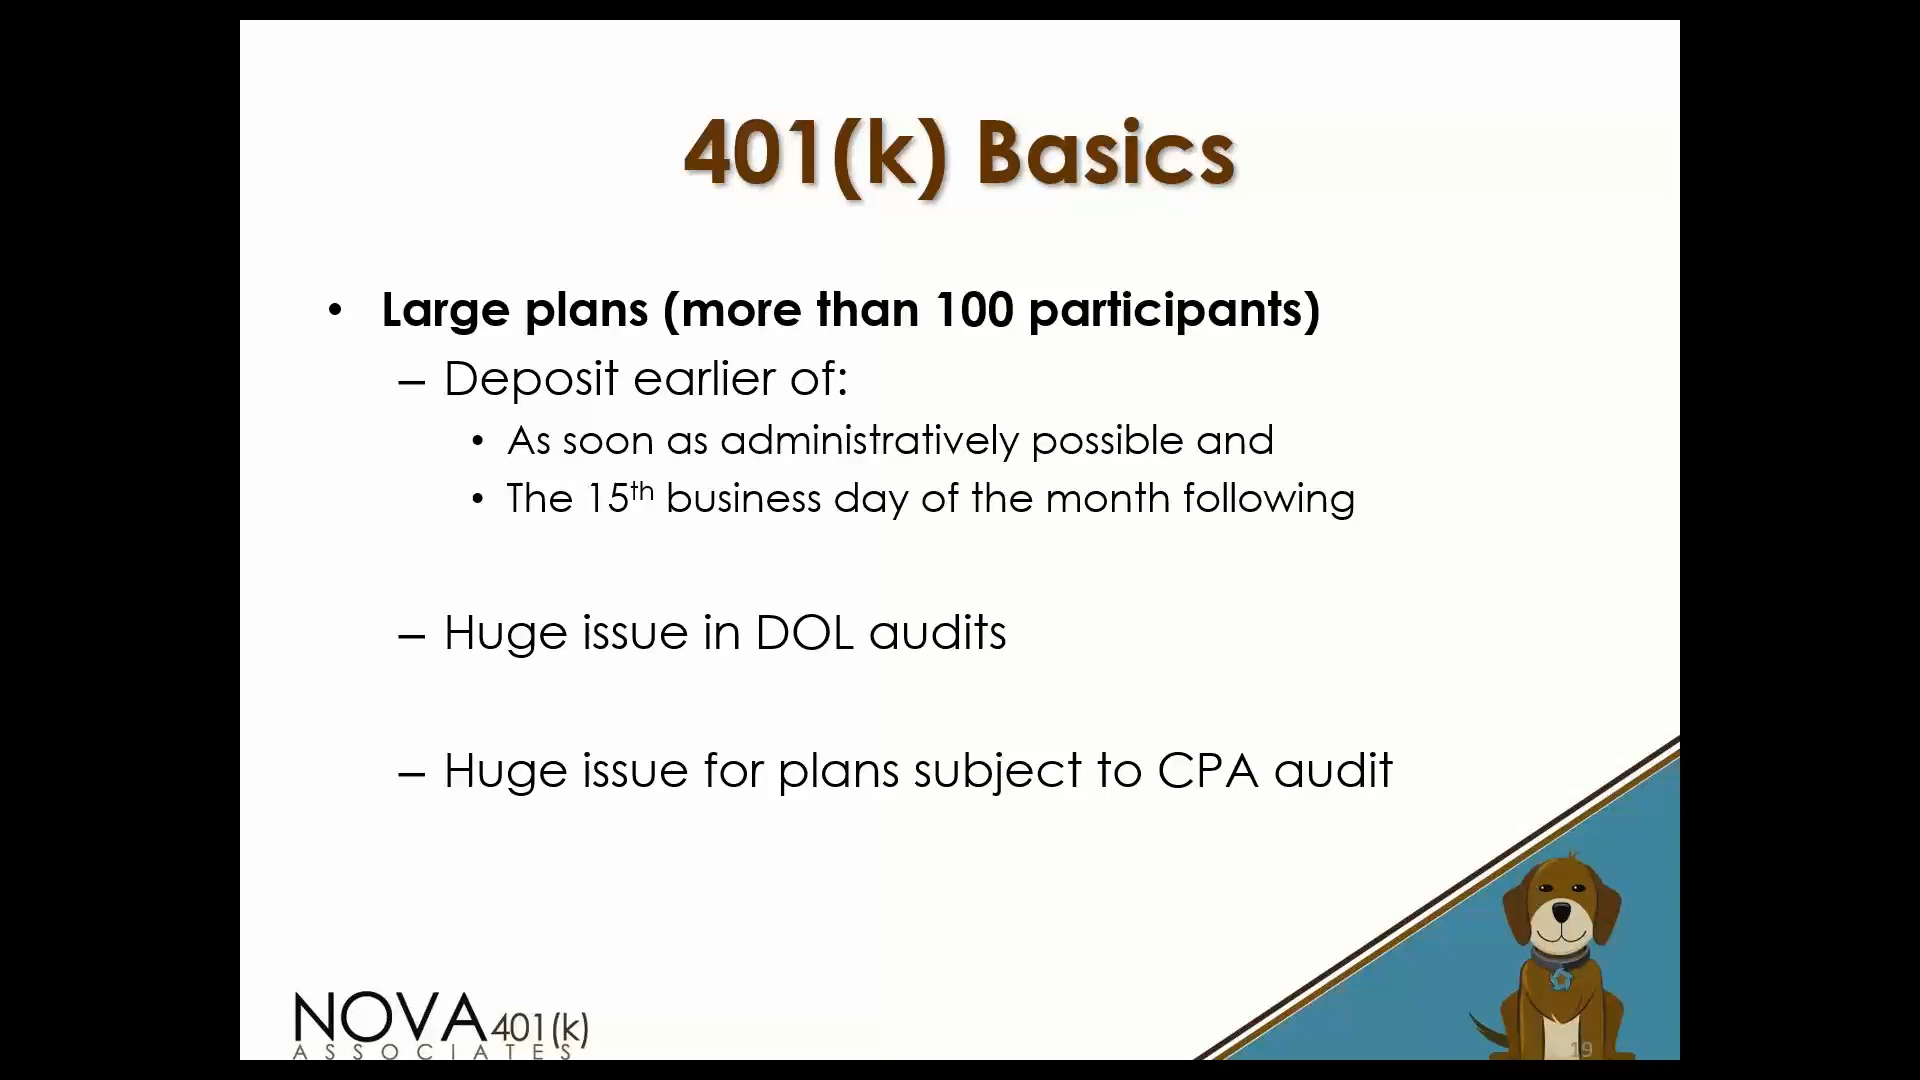 401(k) Basics
• Large plans (more than 100 participants)
– Deposit earlier of:
• As soon as administratively possible and
• The 15th business day of the month following
– Huge issue in DOL audits
– Huge issue for plans subject to CPA audit
NOVA 401(k)
ASSOCIATES
19